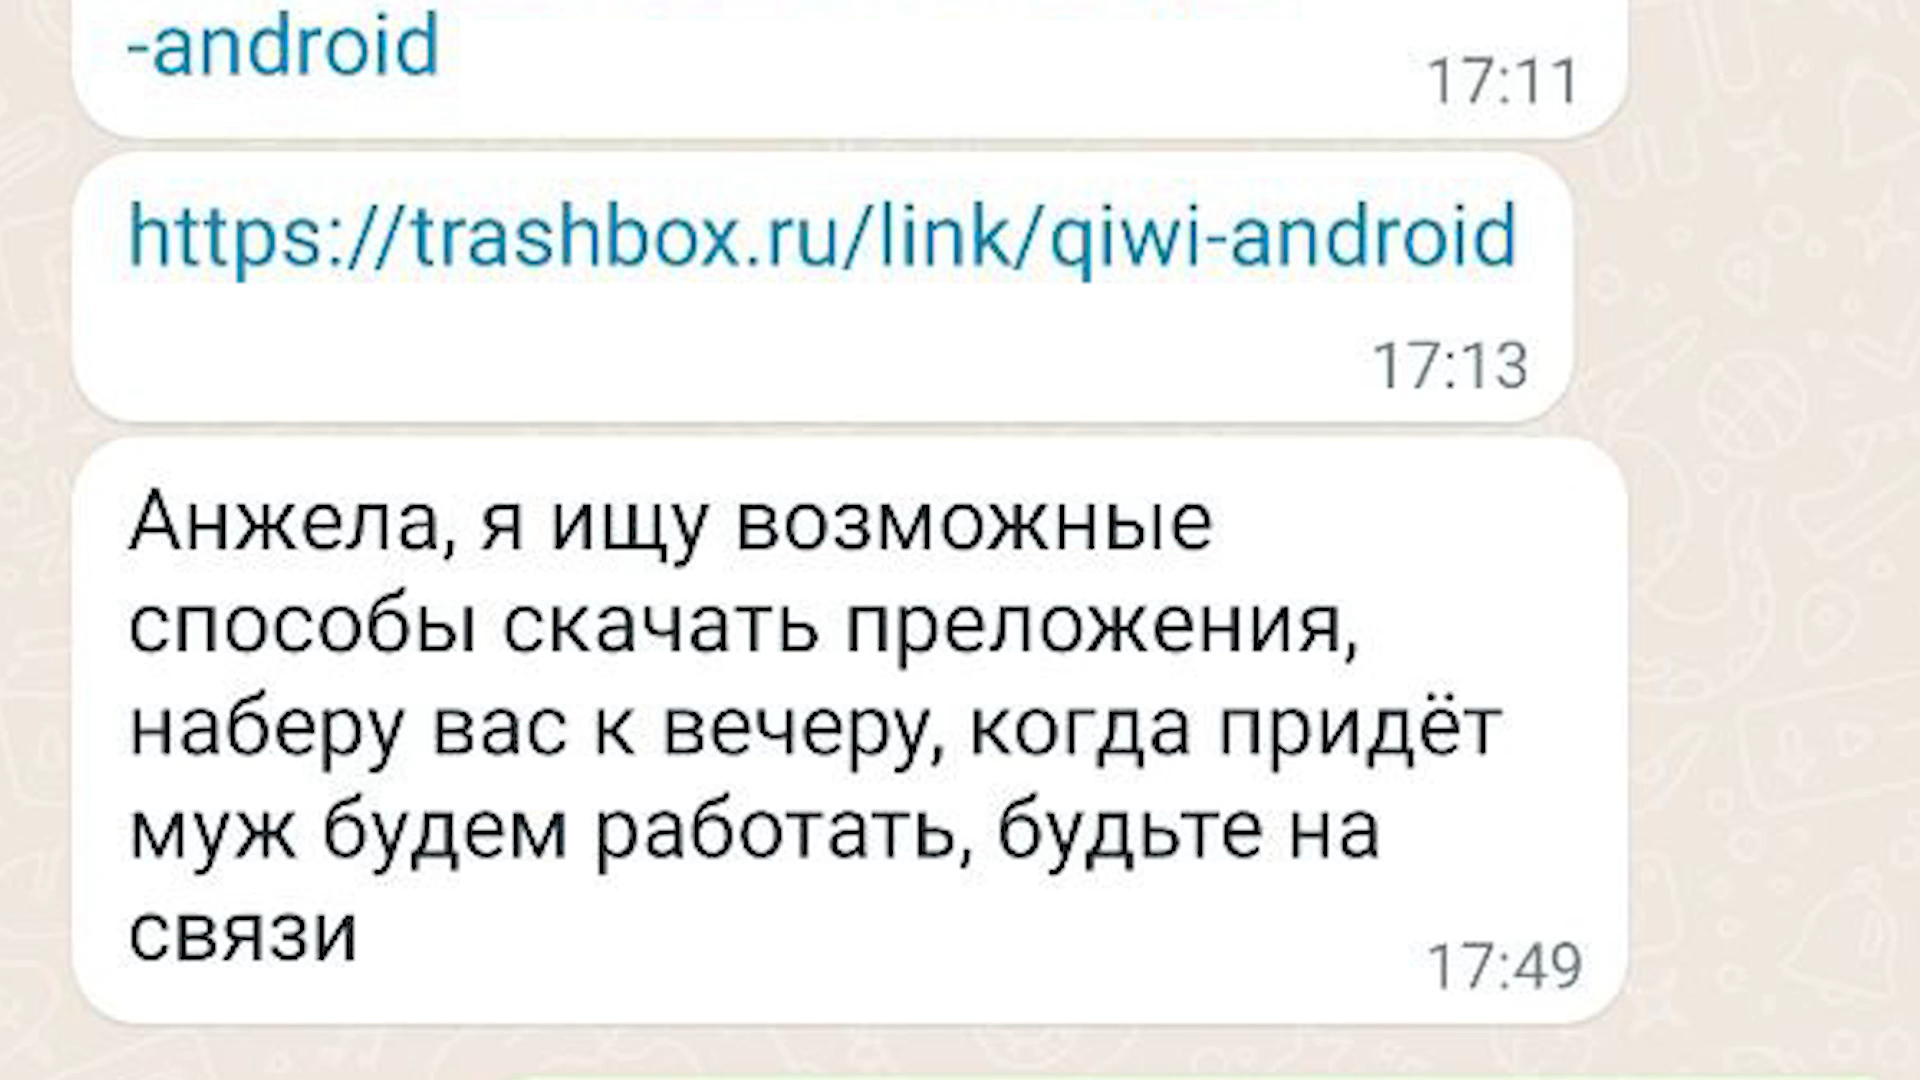 -android
17:11
https://trashbox.ru/link/qiwi-android
17:13
Анжела, я ищу возможные
способы скачать преложения,
наберу вас к вечеру, когда придёт
муж будем работать, будьте на
связи
17:49